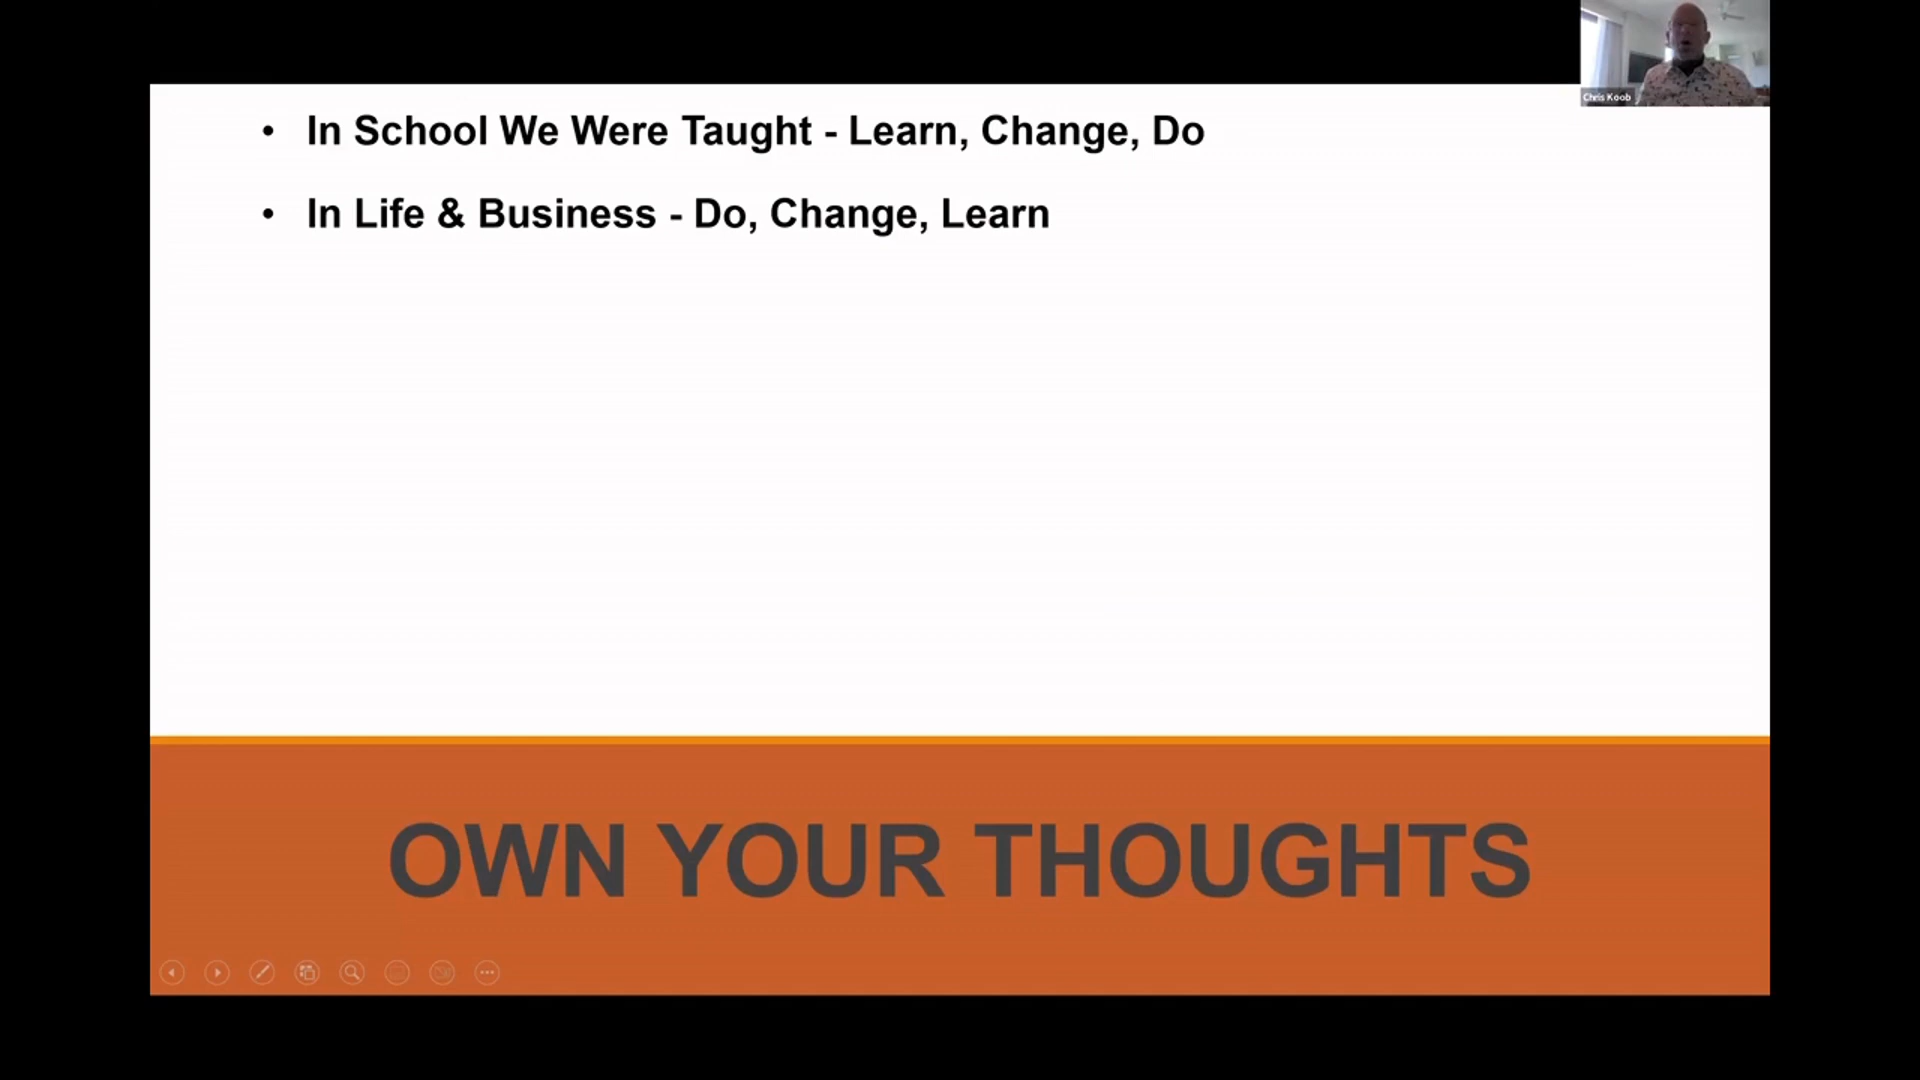 Chris Koob
• In School We Were Taught - Learn, Change, Do
• In Life & Business - Do, Change, Learn
OWN YOUR THOUGHTS